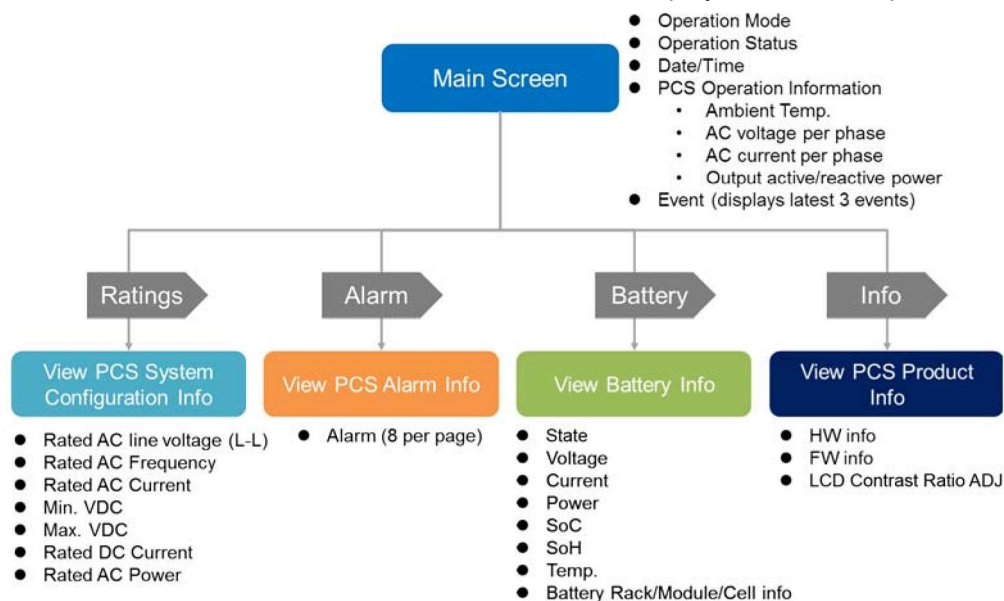 Main Screen
● Operation Mode
● Operation Status
● Date/Time
● PCS Operation Information
• Ambient Temp.
• AC voltage per phase
• AC current per phase
• Output active/reactive power
● Event (displays latest 3 events)
Ratings
Alarm
Battery
Info
View PCS System
Configuration Info
● Rated AC line voltage (L-L)
● Rated AC Frequency
● Rated AC Current
● Min. VDC
● Max. VDC
● Rated DC Current
● Rated AC Power
View PCS Alarm Info
● Alarm (8 per page)
View Battery Info
● State
● Voltage
● Current
● Power
● SoC
● SoH
● Temp.
● Battery Rack/Module/Cell info
View PCS Product
Info
● HW info
● FW info
● LCD Contrast Ratio ADJ